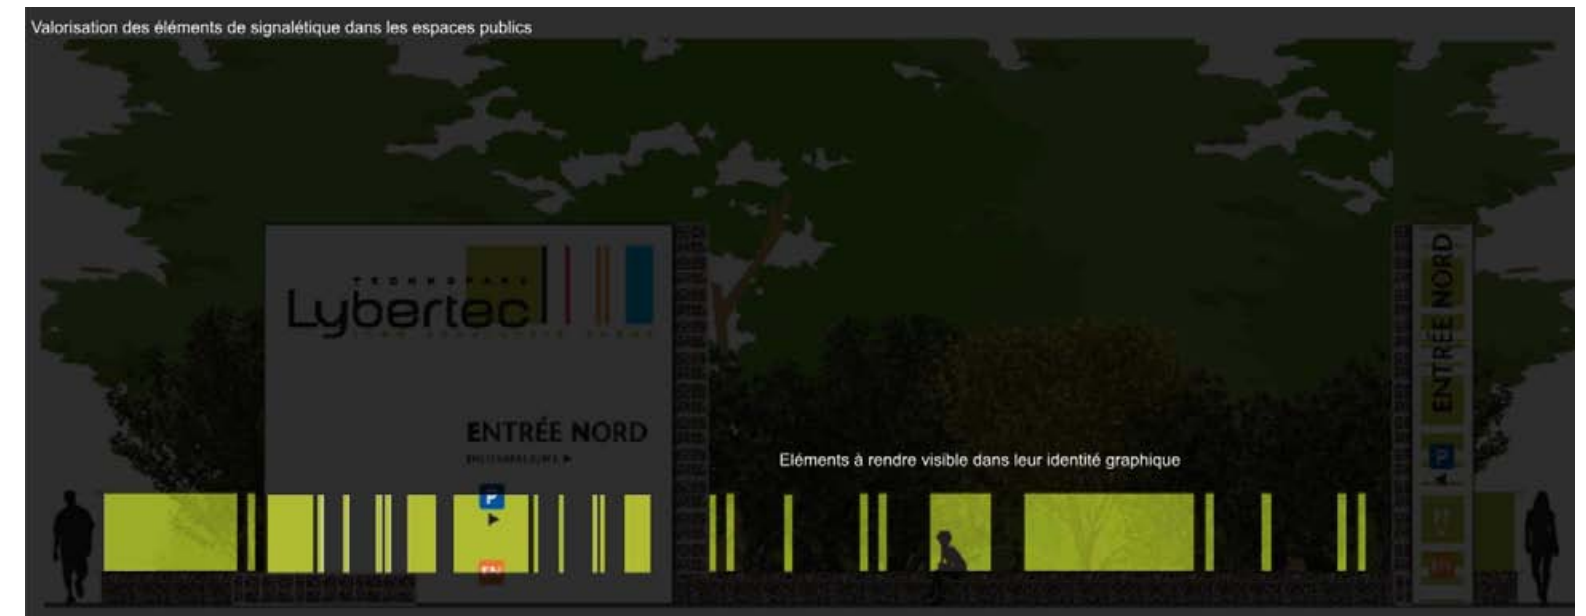 Valorisation des éléments de signalétique dans les espaces publics
TECHNOPARC
Lybertec
ENTRÉE NORD
Eléments à rendre visible dans leur identité graphique
P
ENTRÉE NORD
P